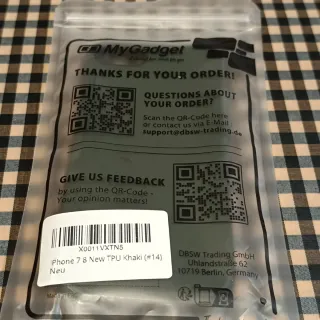 MyGadget
THANKS FOR YOUR ORDER!
QUESTIONS ABOUT
YOUR ORDER?
Scan the QR-Code here
or contact us via E-Mail
support@dbsw-trading.de
GIVE US FEEDBACK
by using the QR-Code -
Your opinion matters!
X0011VXTN5
iPhone 7 8 New TPU Khaki (#14)
Neu
DBSW Trading GmbH
Uhlandstraße 62
10719 Berlin, Germany